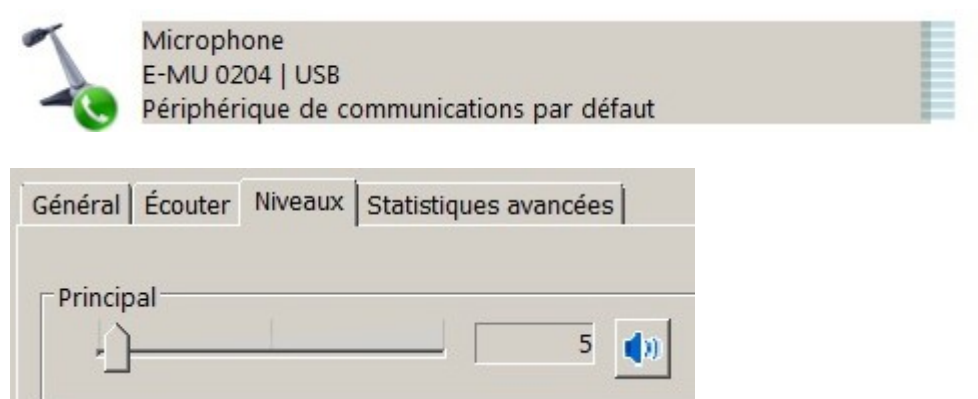 Microphone
E-MU 0204 | USB
Périphérique de communications par défaut
Général Écouter Niveaux Statistiques avancées
Principal
5